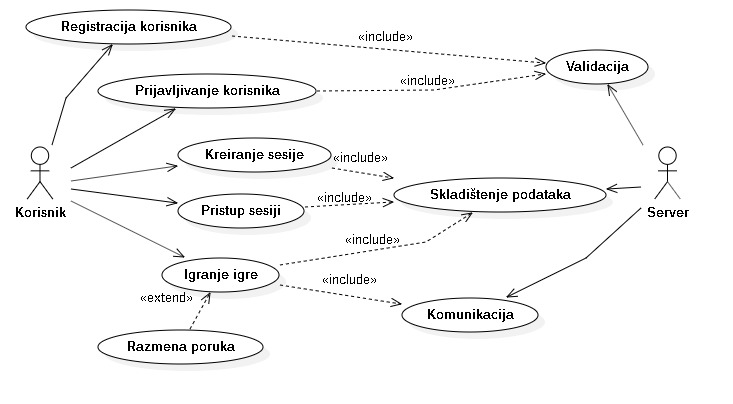 Registracija korisnika
«include»
Validacija
«include»
Prijavljivanje korisnika
Kreiranje sesije
«include»
Korisnik
Skladištenje podataka
«include»
Pristup sesiji
Server
«include»
Igranje igre
«include»
«extend»
Komunikacija
Razmena poruka